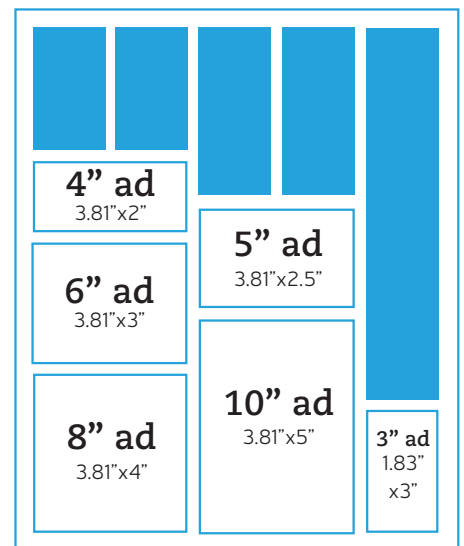 4” ad
3.81”x2”
6” ad
3.81”x3”
8” ad
3.81”x4”
5” ad
3.81”x2.5”
10” ad
3.81”x5”
3” ad
1.83”
x3”